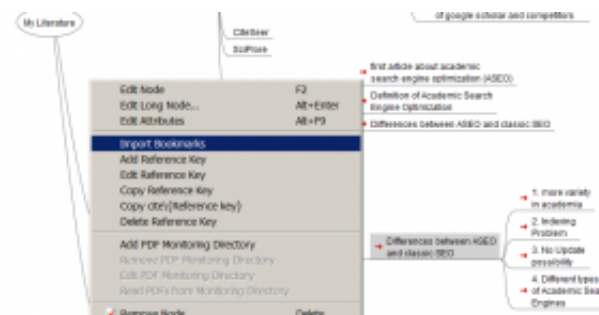 of google scholar and competitors
My Literature
CiteSeer
SciPlore
first article about academic
search engine optimization (ASEO)
Definition of Academic Search
Engine Optimization
Differences between ASEO and classic SEO
Edit Node F2
Edit Long Node... Alt+Enter
Edit Attributes Alt+F9
Import Bookmarks
Add Reference Key
Edit Reference Key
Copy Reference Key
Copy cite\{Reference key}
Delete Reference Key
Add PDF Monitoring Directory
Remove PDF Monitoring Directory
Edit PDF Monitoring Directory
Read PDFs from Monitoring Directory
Remove Node Delete
Differences between ASEO
and classic SEO
1. more variety
in academia
2. Indexing
Problem
3. No Update
possibility
4. Different types
of Academic Sea
Engines